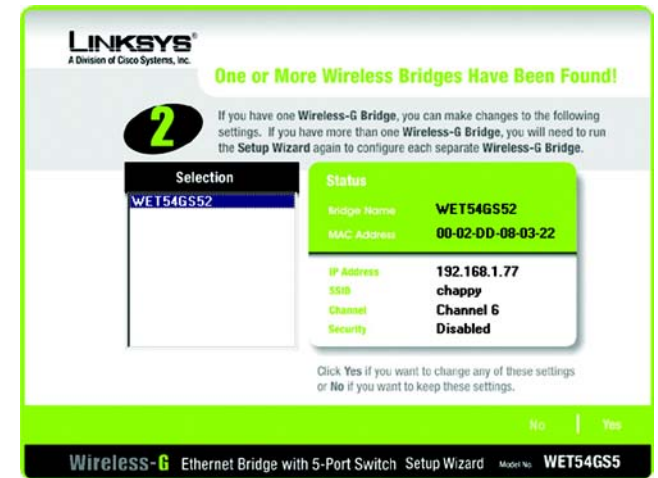 LINKSYS®
A Division of Cisco Systems, Inc.
One or More Wireless Bridges Have Been Found!
2
If you have one Wireless-G Bridge, you can make changes to the following
settings. If you have more than one Wireless-G Bridge, you will need to run
the Setup Wizard again to configure each separate Wireless-G Bridge.
Selection
WET54GS52
Status
Bridge Name WET54GS52
MAC Address 00-02-DD-08-03-22
IP Address 192.168.1.77
SSID chappy
Channel Channel 6
Security Disabled
Click Yes if you want to change any of these settings
or No if you want to keep these settings.
No Yes
Wireless-G Ethernet Bridge with 5-Port Switch Setup Wizard Model No. WET54GS5